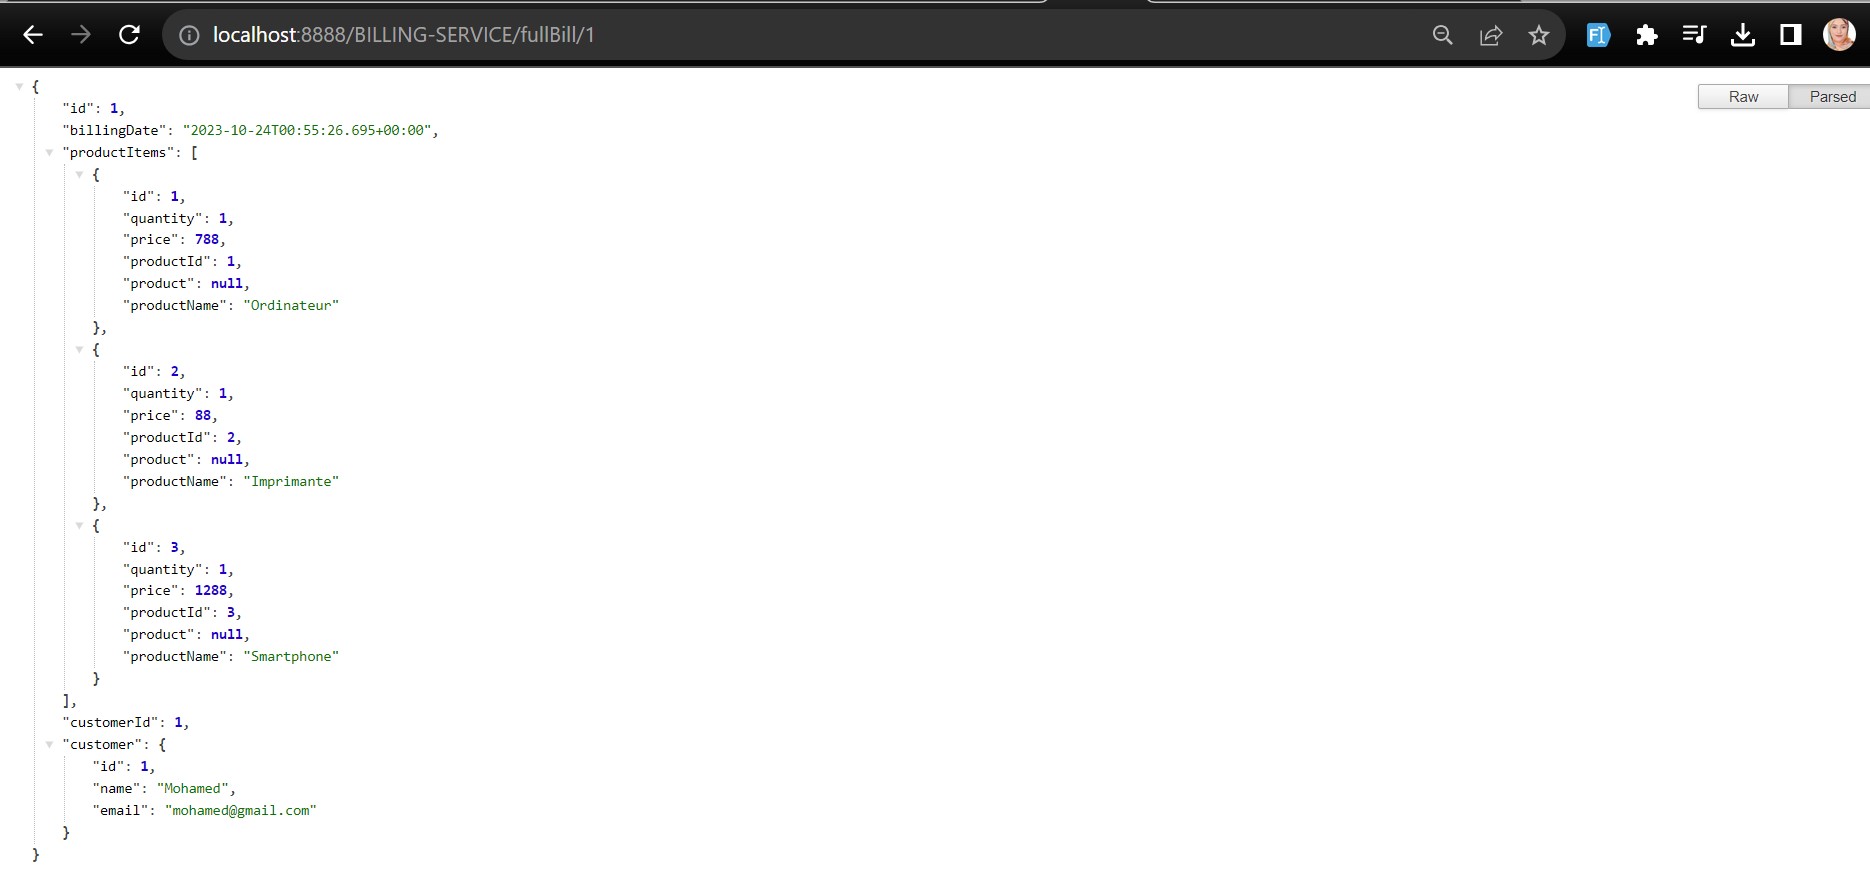 localhost:8888/BILLING-SERVICE/fullBill/1
Raw
Parsed
{
"id": 1,
"billingDate": "2023-10-24T00:55:26.695+00:00",
"productItems": [
{
"id": 1,
"quantity": 1,
"price": 788,
"productId": 1,
"product": null,
"productName": "Ordinateur"
},
{
"id": 2,
"quantity": 1,
"price": 88,
"productId": 2,
"product": null,
"productName": "Imprimante"
},
{
"id": 3,
"quantity": 1,
"price": 1288,
"productId": 3,
"product": null,
"productName": "Smartphone"
}
],
"customerId": 1,
"customer": {
"id": 1,
"name": "Mohamed",
"email": "mohamed@gmail.com"
}
}